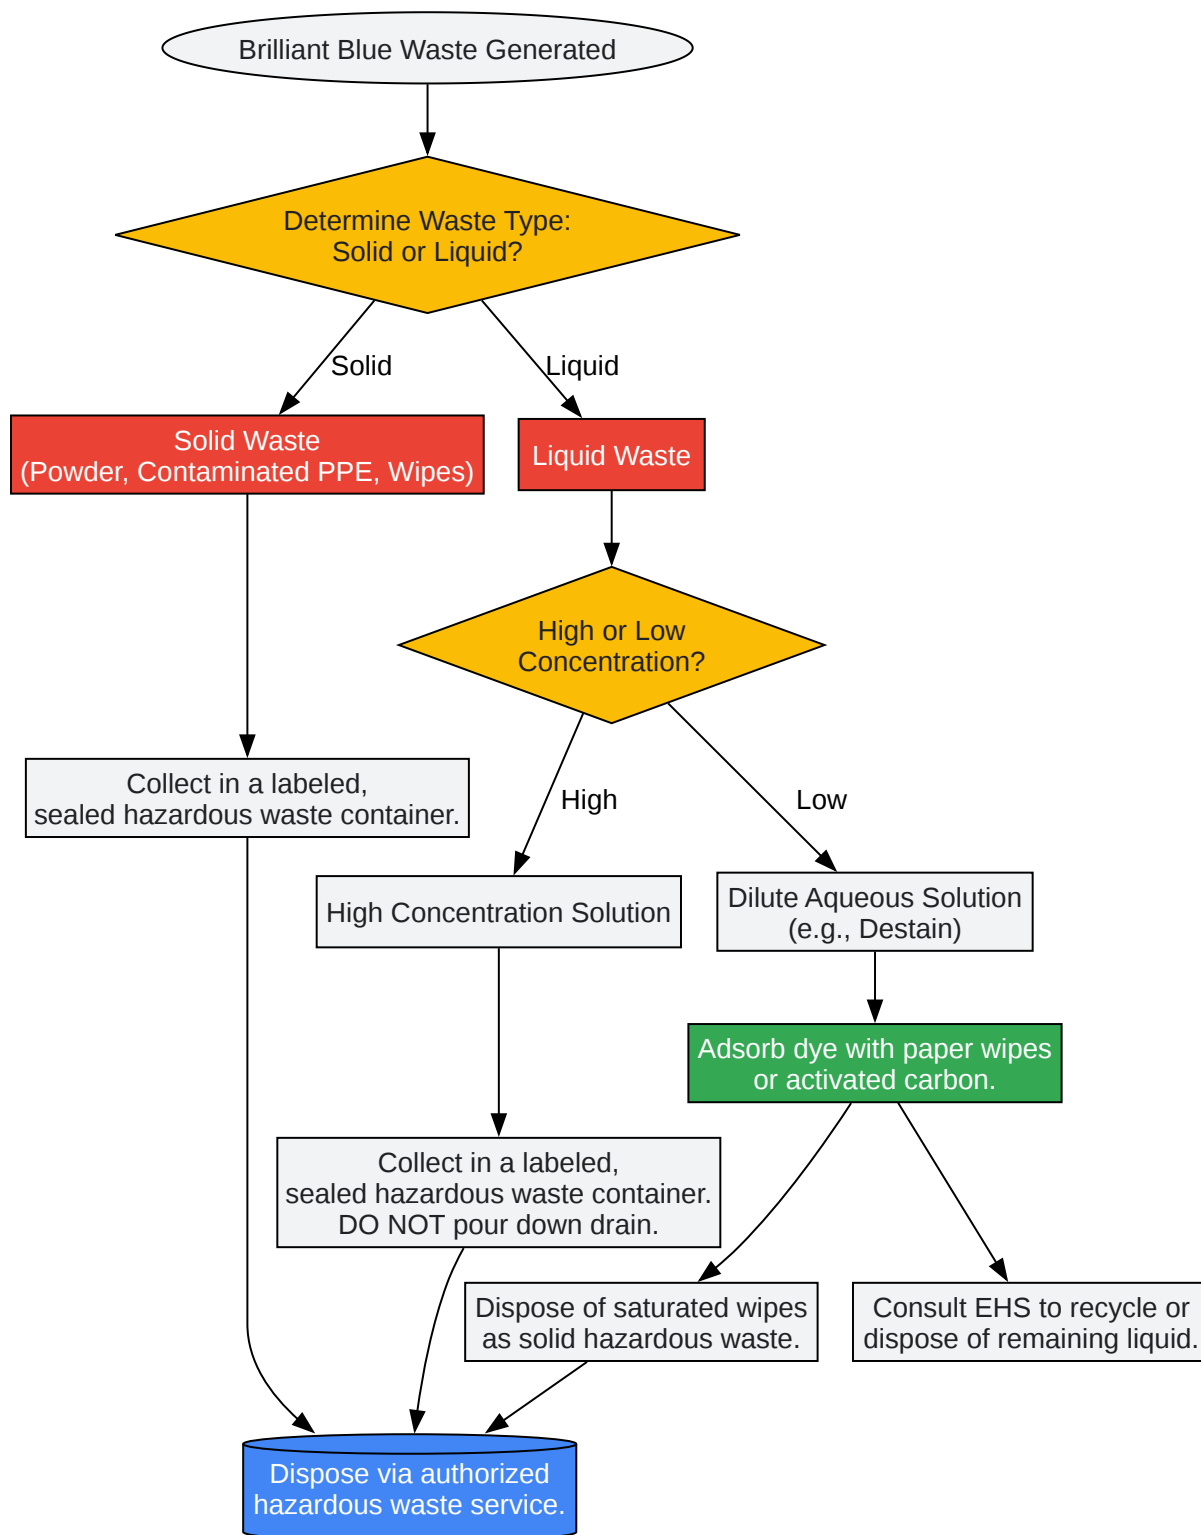 Brilliant Blue Waste Generated
Determine Waste Type:
Solid or Liquid?
Solid
Liquid
Solid Waste
(Powder, Contaminated PPE, Wipes)
Liquid Waste
High or Low
Concentration?
Collect in a labeled,
sealed hazardous waste container.
High
Low
High Concentration Solution
Dilute Aqueous Solution
(e.g., Destain)
Adsorb dye with paper wipes
or activated carbon.
Collect in a labeled,
sealed hazardous waste container.
DO NOT pour down drain.
Dispose of saturated wipes
as solid hazardous waste.
Consult EHS to recycle or
dispose of remaining liquid.
Dispose via authorized
hazardous waste service.